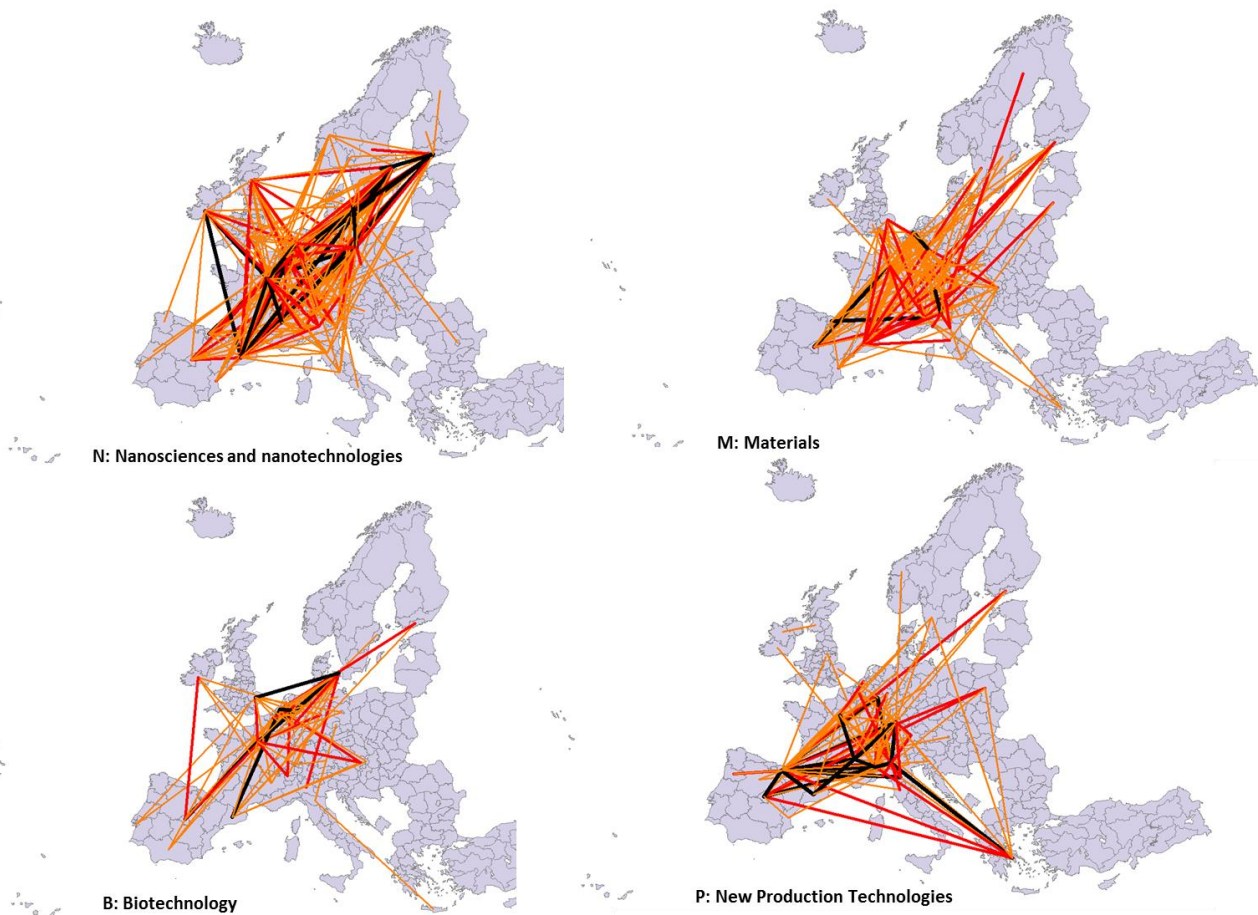 N: Nanosciences and nanotechnologies
M: Materials
B: Biotechnology
P: New Production Technologies